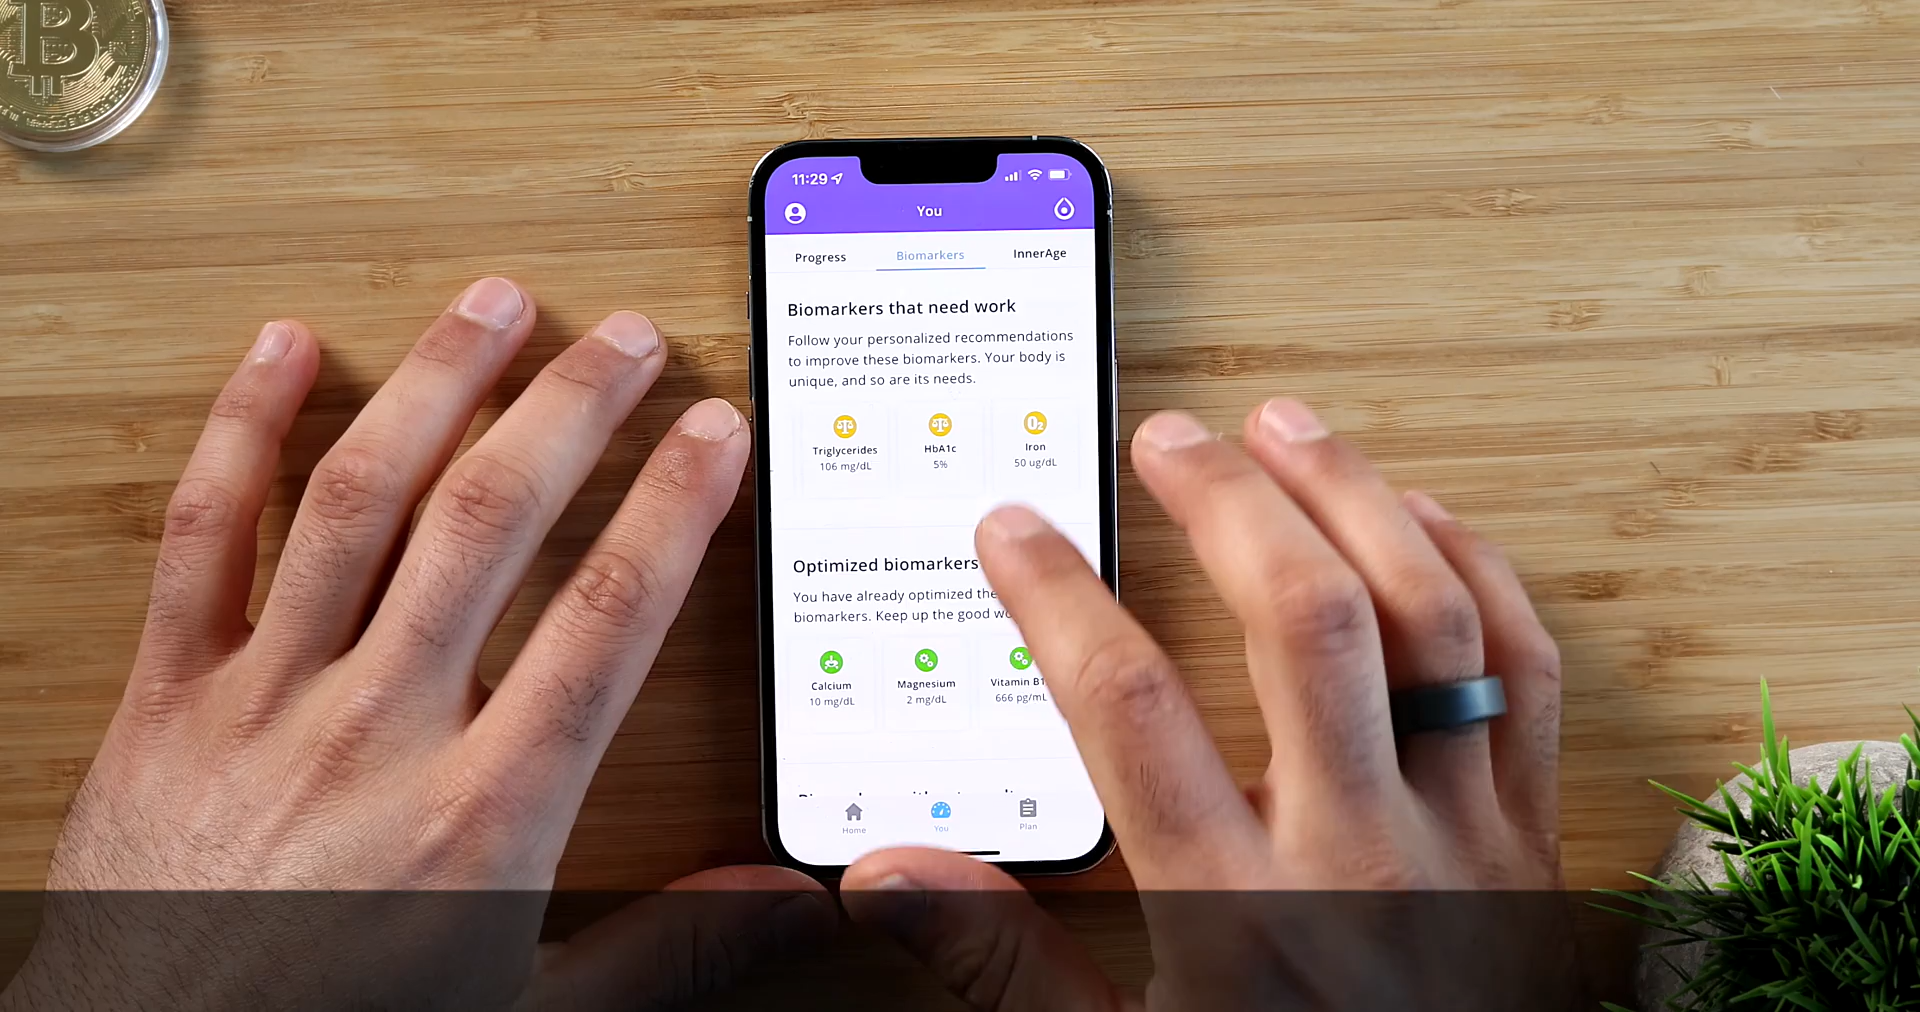 11:29
You
Progress Biomarkers InnerAge
Biomarkers that need work
Follow your personalized recommendations
to improve these biomarkers. Your body is
unique, and so are its needs.
O2
Triglycerides HbA1c Iron
106 mg/dL 5% 50 ug/dL
Optimized biomarkers
You have already optimized
biomarkers. Keep up the good
Calcium Magnesium Vitamin
10 mg/dL 2 mg/dL 666 pg/mL
Home You Plan